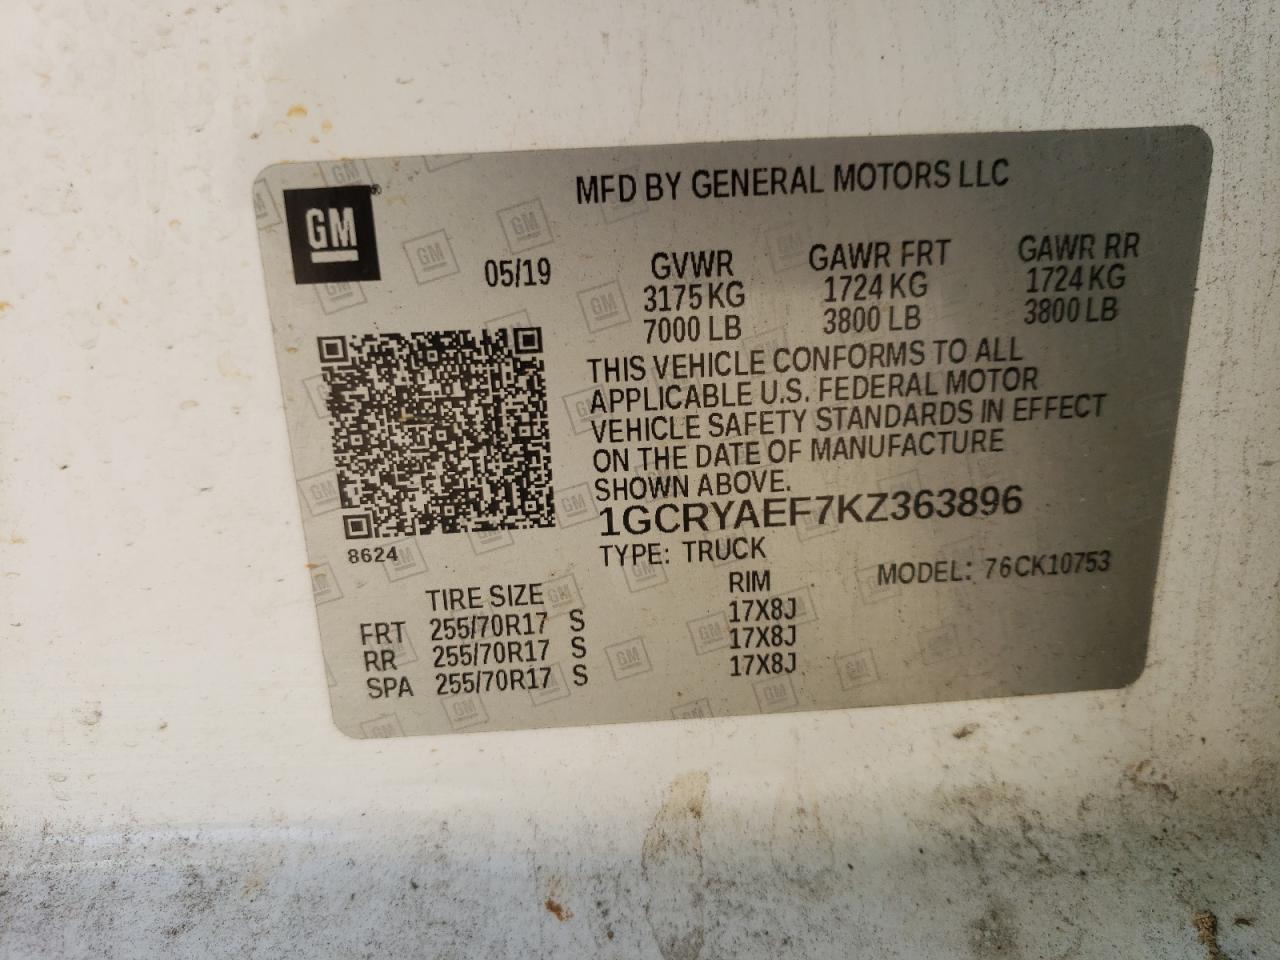 GM
MFD BY GENERAL MOTORS LLC
05/19
GVWR GAWR FRT GAWR RR
3175 KG 1724 KG 1724 KG
7000 LB 3800 LB 3800 LB
THIS VEHICLE CONFORMS TO ALL
APPLICABLE U.S. FEDERAL MOTOR
VEHICLE SAFETY STANDARDS IN EFFECT
ON THE DATE OF MANUFACTURE
SHOWN ABOVE.
1GCRYAEF7KZ363896
8624
TYPE: TRUCK
MODEL: 76CK10753
TIRE SIZE RIM
FRT 255/70R17 S 17X8J
RR 255/70R17 S 17X8J
SPA 255/70R17 S 17X8J